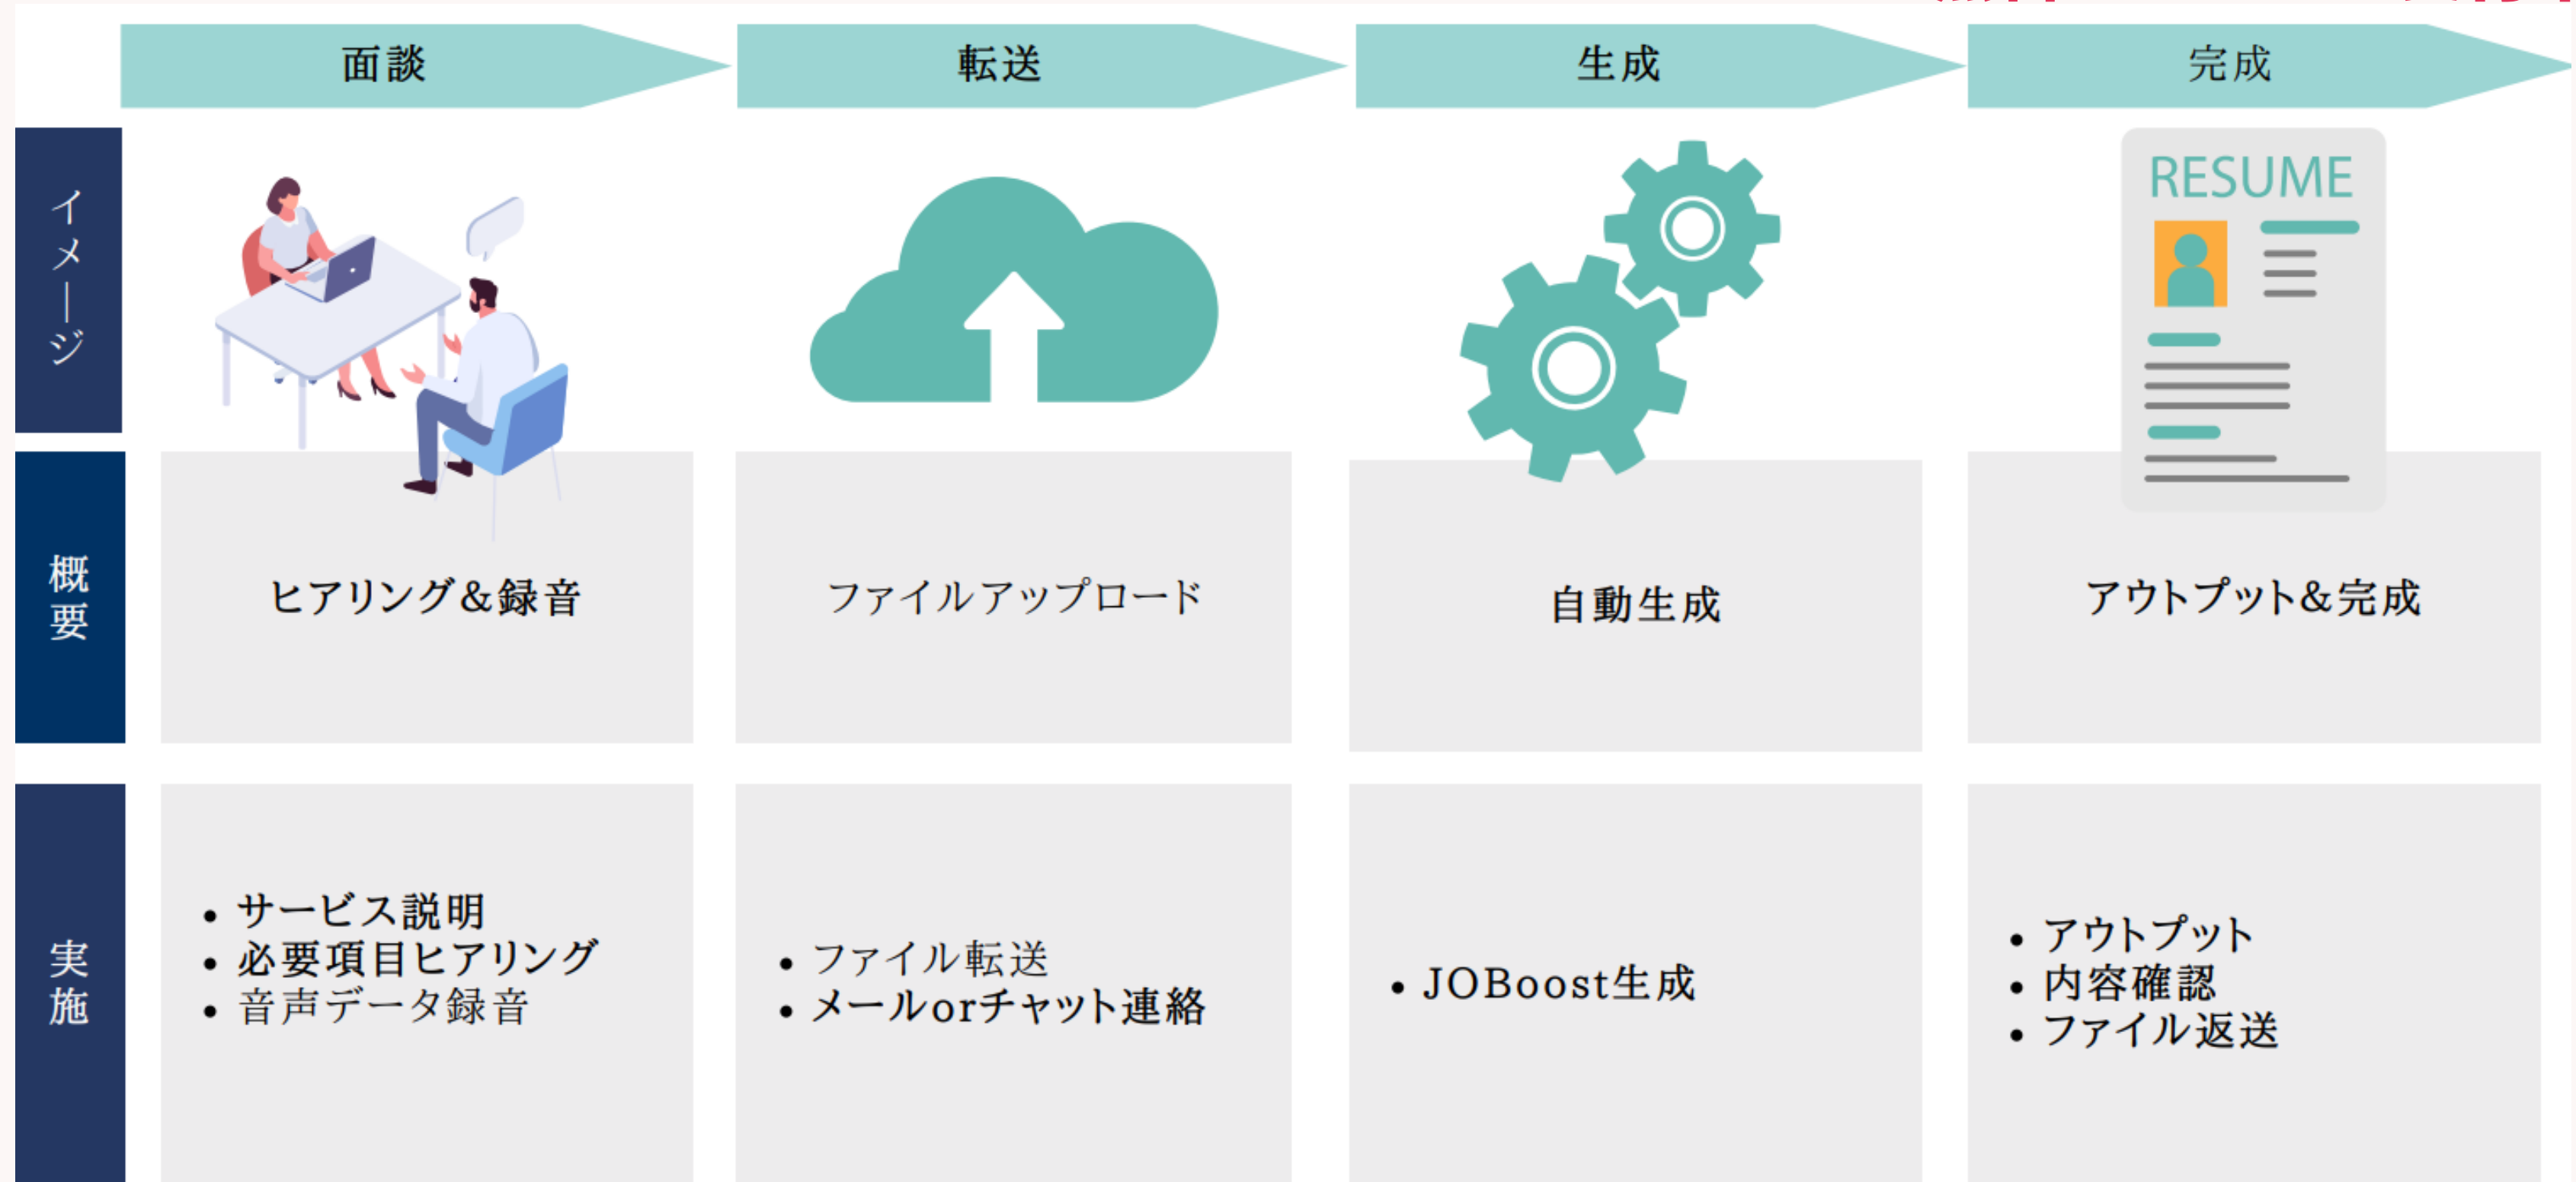 面談
転送
生成
完成
イメージ
RESUME
概要
ヒアリング&録音
ファイルアップロード
自動生成
アウトプット&完成
実施
• サービス説明
• 必要項目ヒアリング
• 音声データ録音
• ファイル転送
• メールorチャット連絡
• JOBoost生成
• アウトプット
• 内容確認
• ファイル返送